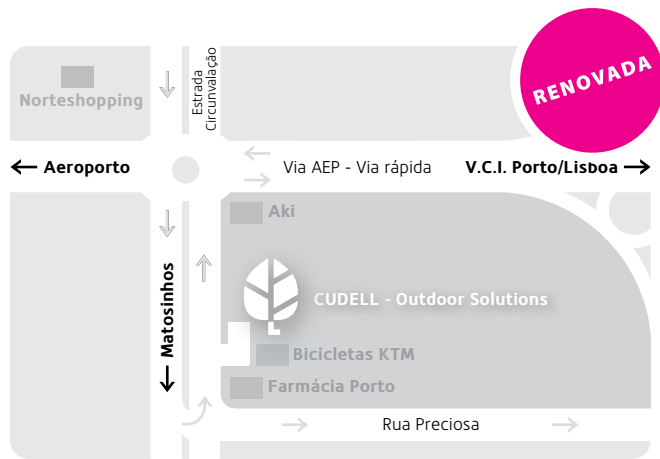 RENOVADA
Norteshopping
Estrada
Circunvalação
← Aeroporto
Via AEP - Via rápida
V.C.I. Porto/Lisboa →
Aki
CUDELL - Outdoor Solutions
← Matosinhos
Bicicletas KTM
Farmácia Porto
Rua Preciosa